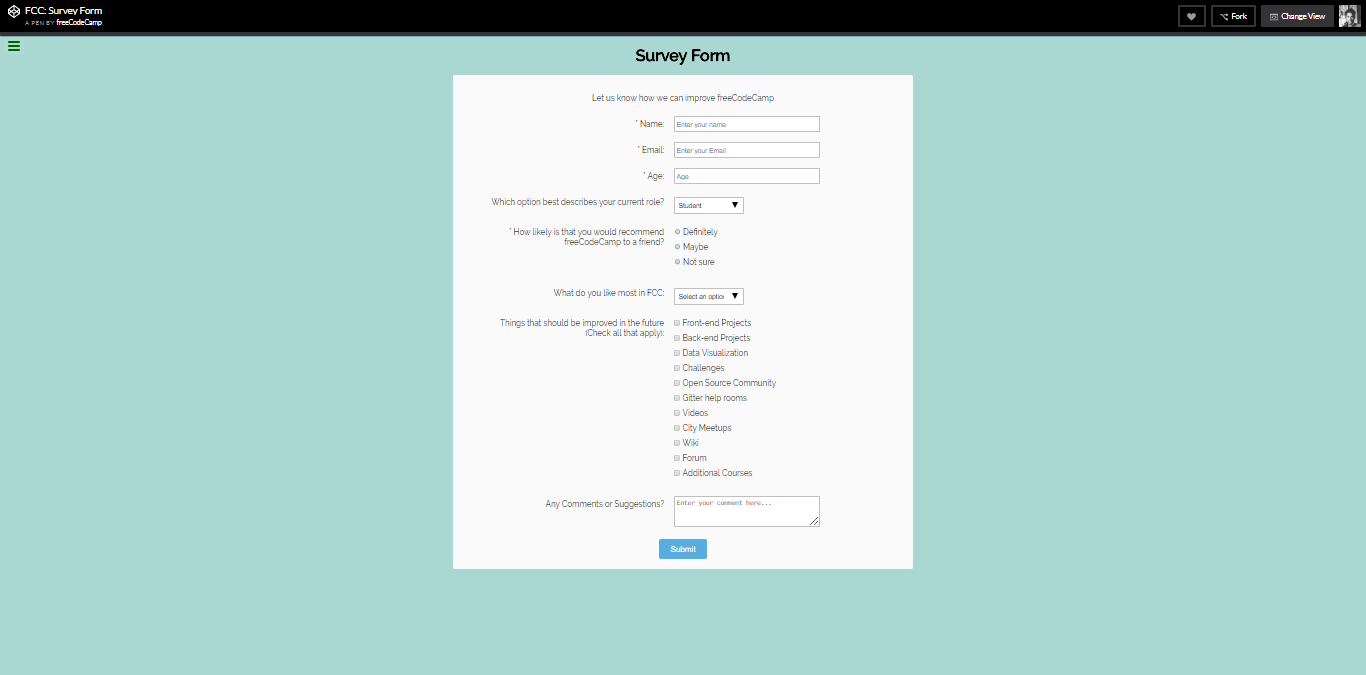 FCC: Survey Form
A PEN BY freeCodeCamp
Fork
Change View
Survey Form
Let us know how we can improve freeCodeCamp
* Name: Enter your name
* Email: Enter your Email
* Age: Age
Which option best describes your current role? Student
* How likely is that you would recommend
freeCodeCamp to a friend?
Definitely
Maybe
Not sure
What do you like most in FCC: Select an option
Things that should be improved in the future
(Check all that apply):
Front-end Projects
Back-end Projects
Data Visualization
Challenges
Open Source Community
Gitter help rooms
Videos
City Meetups
Wiki
Forum
Additional Courses
Any Comments or Suggestions? Enter your comment here...
Submit